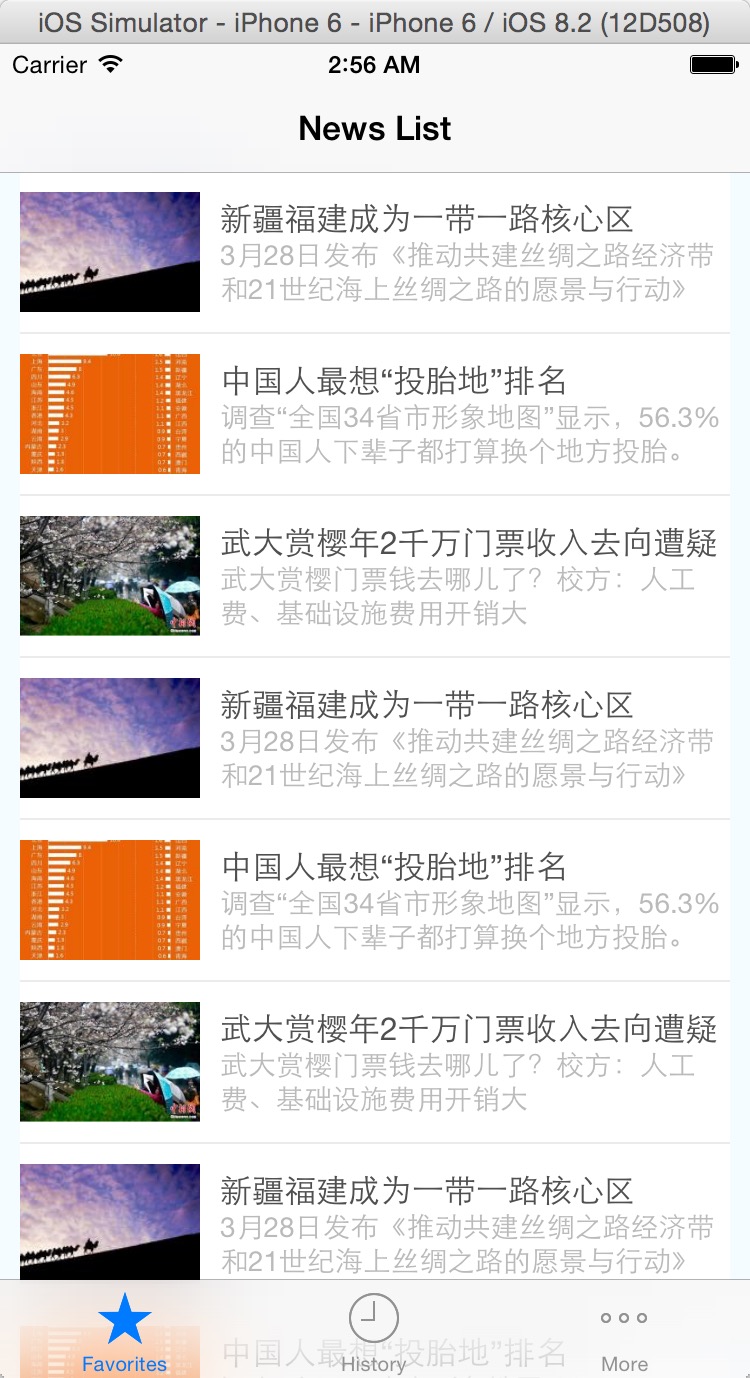 iOS Simulator - iPhone 6 - iPhone 6 / iOS 8.2 (12D508)
Carrier 2:56 AM
News List
新疆福建成为一带一路核心区
3月28日发布《推动共建丝绸之路经济带
和21世纪海上丝绸之路的愿景与行动》
中国人最想“投胎地”排名
调查“全国34省市形象地图”显示，56.3%
的中国人下辈子都打算换个地方投胎。
武大赏樱年2千万门票收入去向遭疑
武大赏樱门票钱去哪儿了？校方：人工
费、基础设施费用开销大
新疆福建成为一带一路核心区
3月28日发布《推动共建丝绸之路经济带
和21世纪海上丝绸之路的愿景与行动》
中国人最想“投胎地”排名
调查“全国34省市形象地图”显示，56.3%
的中国人下辈子都打算换个地方投胎。
武大赏樱年2千万门票收入去向遭疑
武大赏樱门票钱去哪儿了？校方：人工
费、基础设施费用开销大
新疆福建成为一带一路核心区
3月28日发布《推动共建丝绸之路经济带
和21世纪海上丝绸之路的愿景与行动》
中国人最想“投胎地”排名
Favorites History More